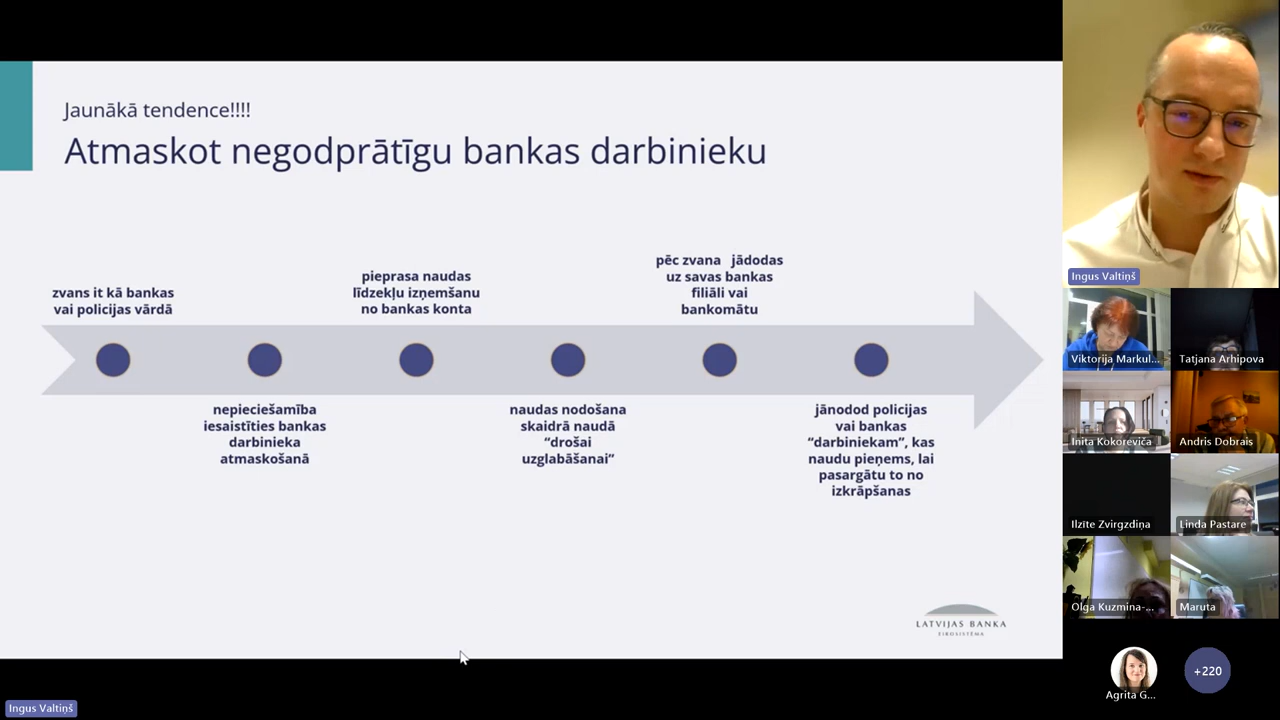 Jaunākā tendence!!!!
Atmaskot negodprātīgu bankas darbinieku
zvans it kā bankas
vai policijas vārdā
nepieciešamība
iesaistīties bankas
darbinieka
atmaskošanā
pieprasa naudas
līdzekļu izņemšanu
no bankas konta
naudas nodošana
skaidrā naudā
“drošai
uzglabāšanai”
pēc zvana jādodas
uz savas bankas
filiāli vai
bankomātu
jānodod policijas
vai bankas
“darbiniekam”, kas
naudu pieņems, lai
pasargātu to no
izkrāpšanas
LATVIJAS BANKA
EIROSISTĒMA
Ingus Valtiņš
Ingus Valtiņš
Viktorija Markul...
Tatjana Arhipova
Inita Kokoreviča
Andris Dobrais
Ilzīte Zvirgzdiņa
Linda Pastare
Olga Kuzmina-...
Maruta
Agrita G...
+220